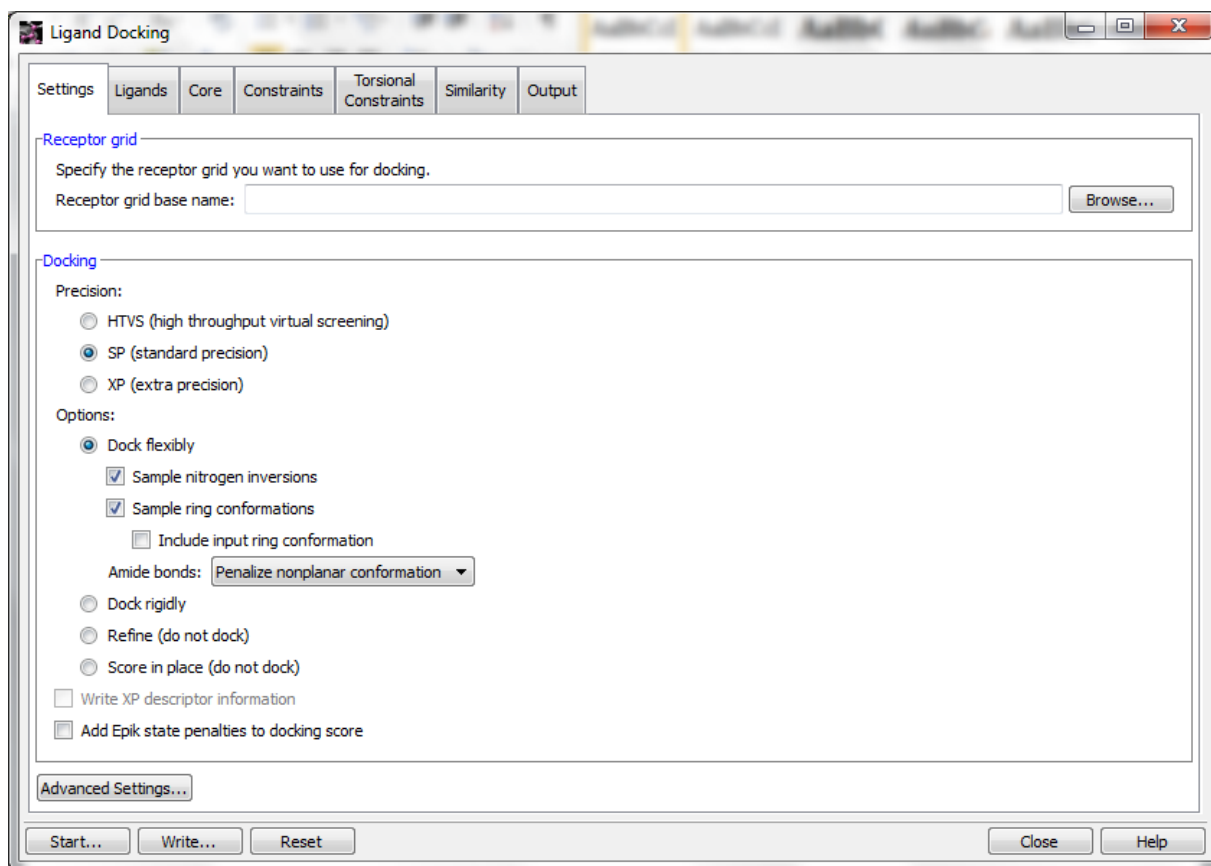 Ligand Docking
Settings
Ligands
Core
Constraints
Torsional
Constraints
Similarity
Output
Receptor grid
Specify the receptor grid you want to use for docking.
Receptor grid base name:
Browse...
Docking
Precision:
HTVS (high throughput virtual screening)
SP (standard precision)
XP (extra precision)
Options:
Dock flexibly
Sample nitrogen inversions
Sample ring conformations
Include input ring conformation
Amide bonds: Penalize nonplanar conformation
Dock rigidly
Refine (do not dock)
Score in place (do not dock)
Write XP descriptor information
Add Epik state penalties to docking score
Advanced Settings...
Start... Write... Reset Close Help